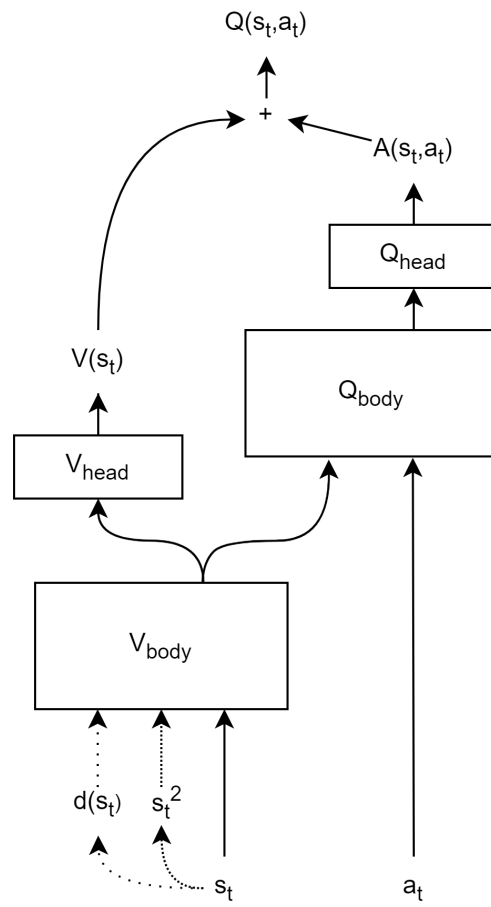 Q(s_t,a_t)
+
A(s_t,a_t)
Q_head
V(s_t)
Q_body
V_head
V_body
d(s_t) s_t^2
s_t a_t